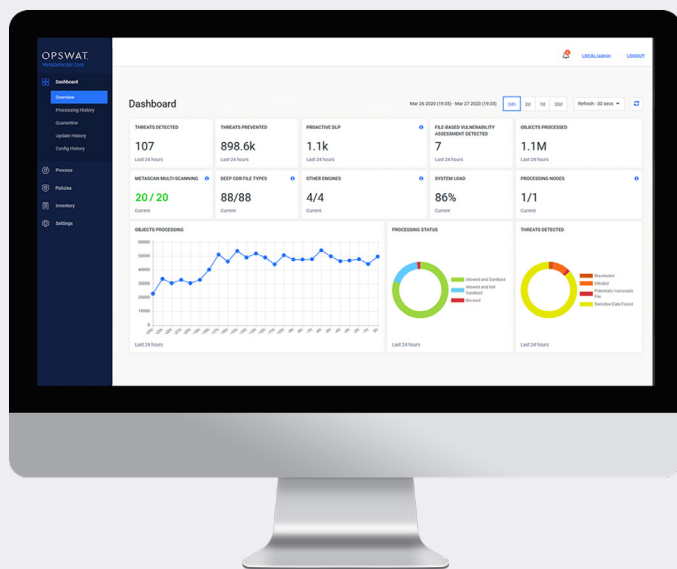 OPSWAT.
MetaDefender Core
LOCAL/admin
LOGOUT
Dashboard
Overview
Processing History
Quarantine
Update History
Config History
Process
Policies
Inventory
Settings
Dashboard
Mar 26 2020 (19:35) - Mar 27 2020 (19:35)
24h 2d 7d 30d
Refresh - 30 secs
THREATS DETECTED
107
Last 24 hours
THREATS PREVENTED
898.6k
Last 24 hours
PROACTIVE DLP
1.1k
Last 24 hours
FILE-BASED VULNERABILITY
ASSESSMENT DETECTED
7
Last 24 hours
OBJECTS PROCESSED
1.1M
Last 24 hours
METASCAN MULTI-SCANNING
20 / 20
Current
DEEP CDR FILE TYPES
88/88
Current
OTHER ENGINES
4/4
Current
SYSTEM LOAD
86%
Current
PROCESSING NODES
1/1
Current
OBJECTS PROCESSING
60000
50000
40000
30000
20000
10000
0
Last 24 hours
PROCESSING STATUS
Allowed and Sanitized
Allowed and Not
Sanitized
Blocked
Last 24 hours
THREATS DETECTED
Blacklisted
Infected
Potentially Vulnerable
File
Sensitive Data Found
Last 24 hours